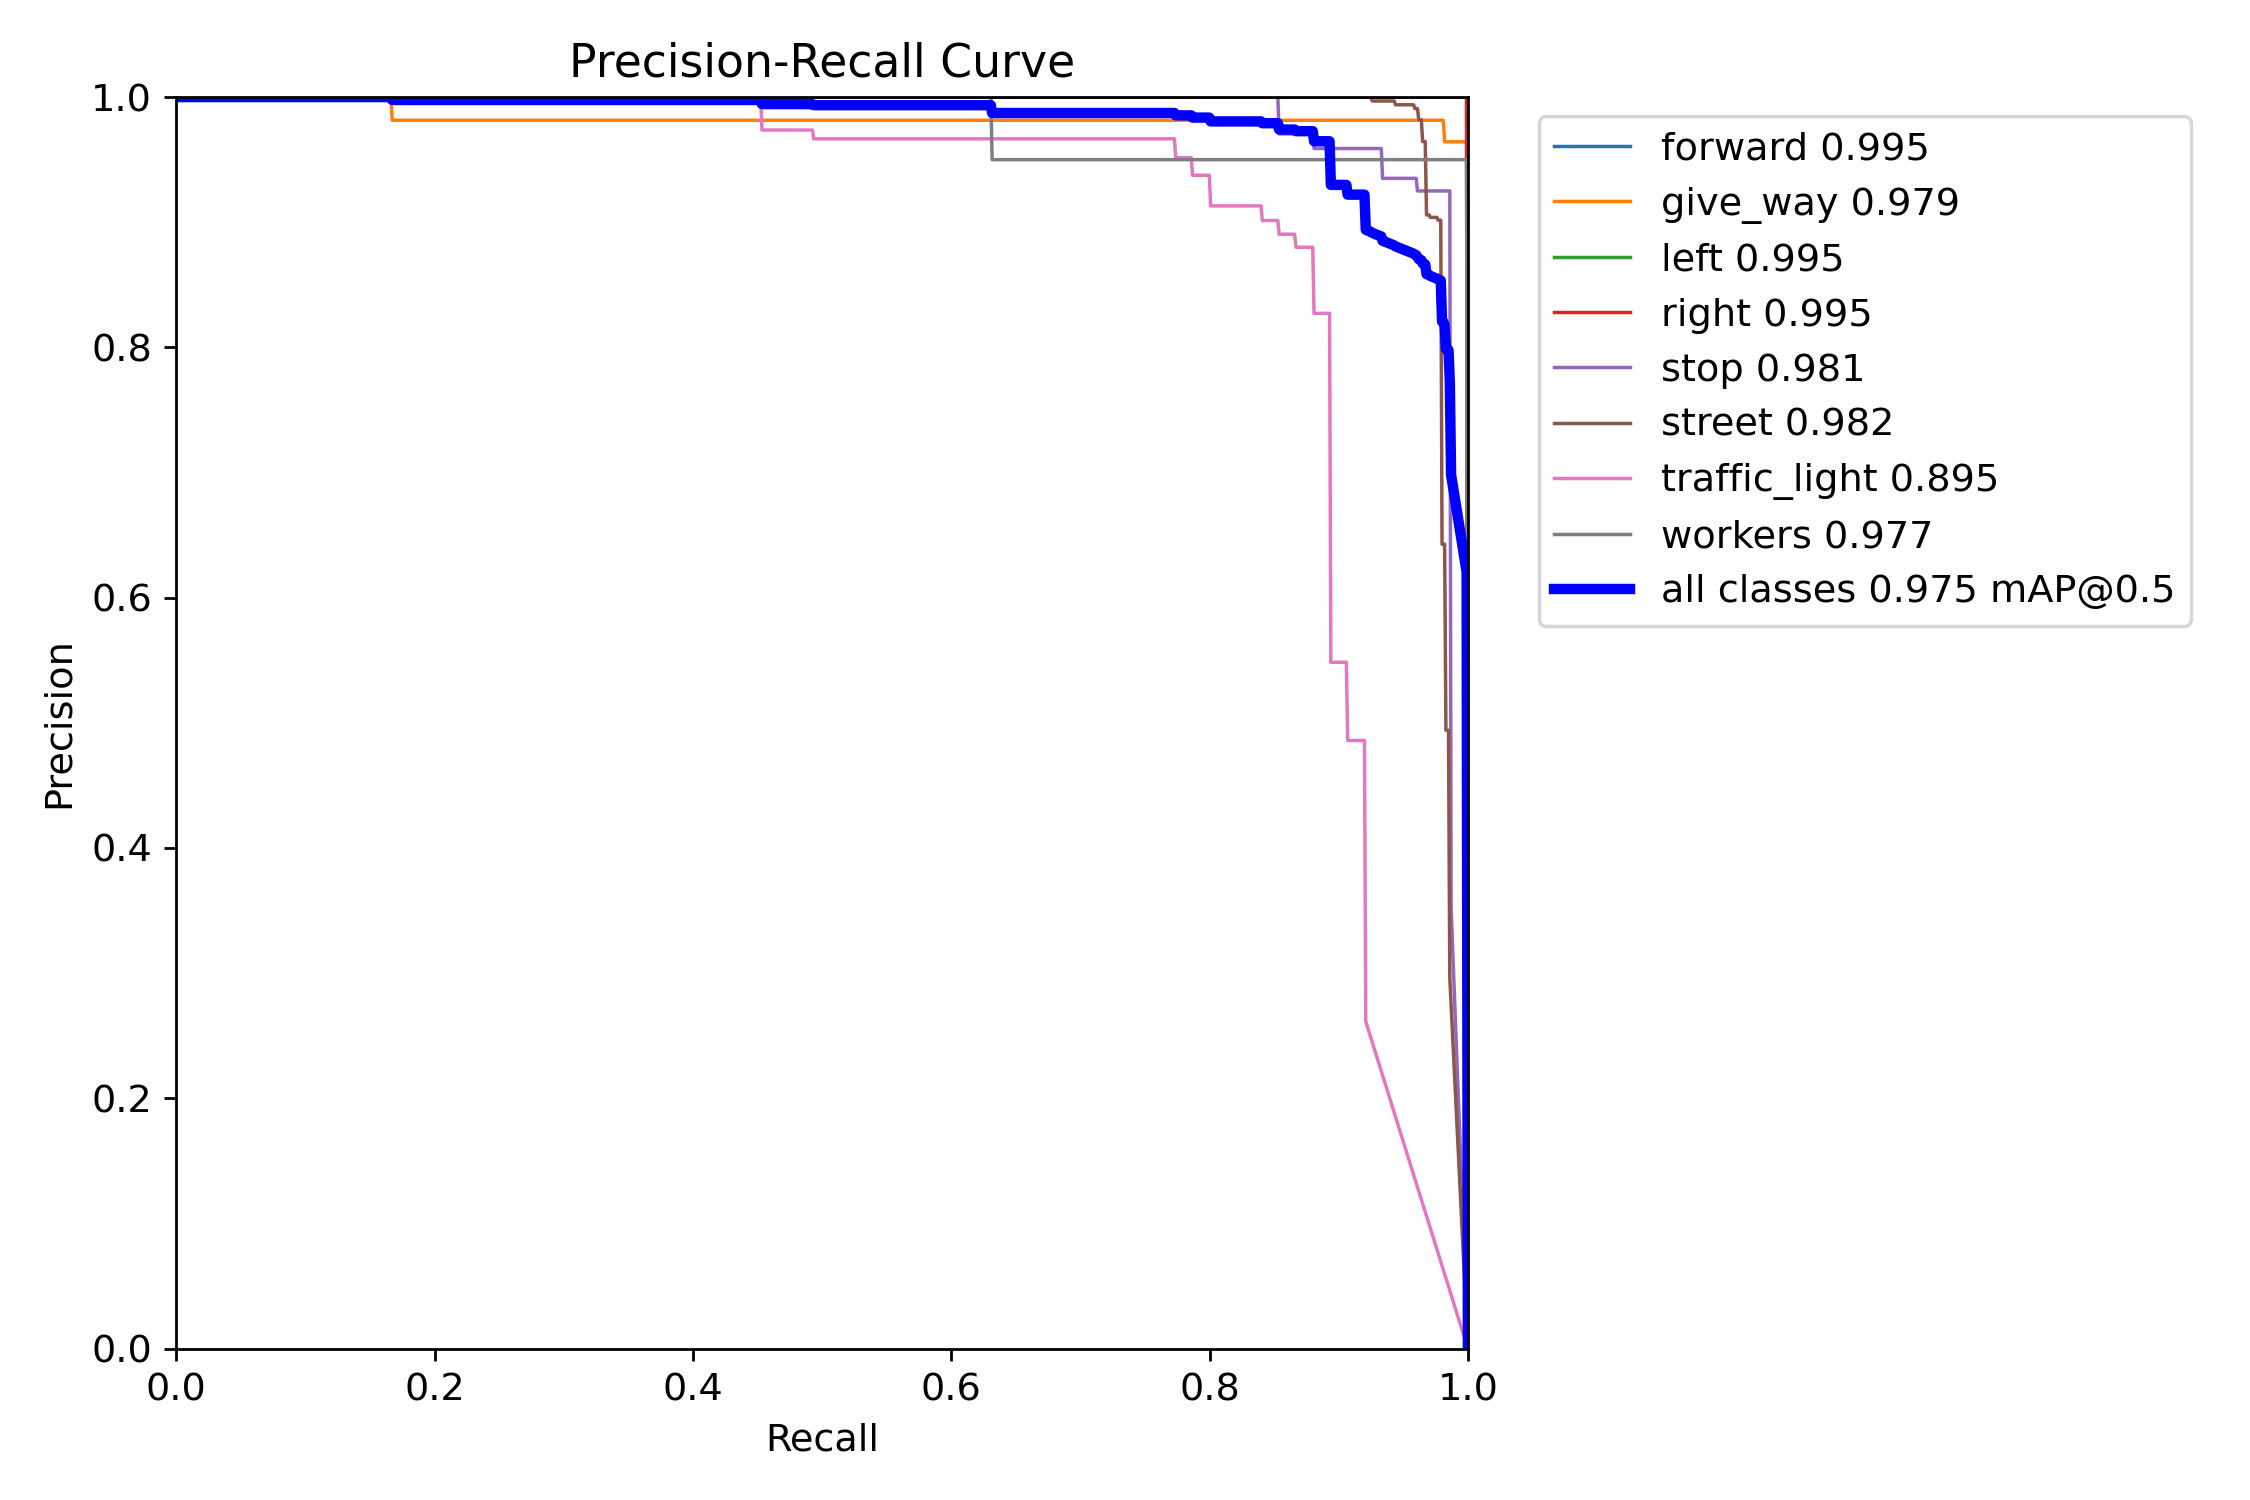 Precision-Recall Curve
1.0
0.8
0.6
0.4
0.2
0.0
Precision
0.0 0.2 0.4 0.6 0.8 1.0
Recall
forward 0.995
give_way 0.979
left 0.995
right 0.995
stop 0.981
street 0.982
traffic_light 0.895
workers 0.977
all classes 0.975 mAP@0.5